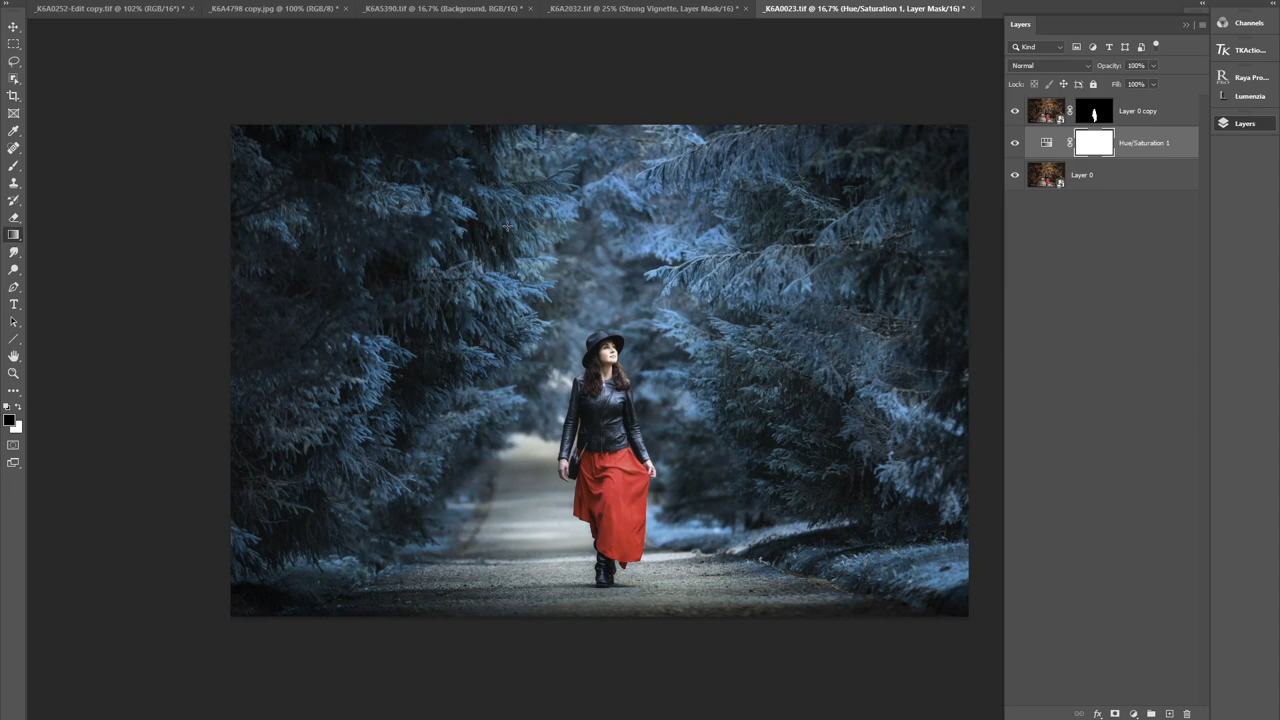 _K6A0252-Edit copy.tif @ 102% (RGB/16*) * ×
_K6A4798 copy.jpg @ 100% (RGB/8) * ×
_K6A5390.tif @ 16,7% (Background, RGB/16) * ×
_K6A2032.tif @ 25% (Strong Vignette, Layer Mask/16) * ×
_K6A0023.tif @ 16,7% (Hue/Saturation 1, Layer Mask/16) * ×
Layers
Kind
Normal
Opacity: 100%
Lock:
Fill: 100%
Layer 0 copy
Hue/Saturation 1
Layer 0
Channels
TK TKActio...
R PRO Raya Pro...
L Lumenzia
Layers
fx